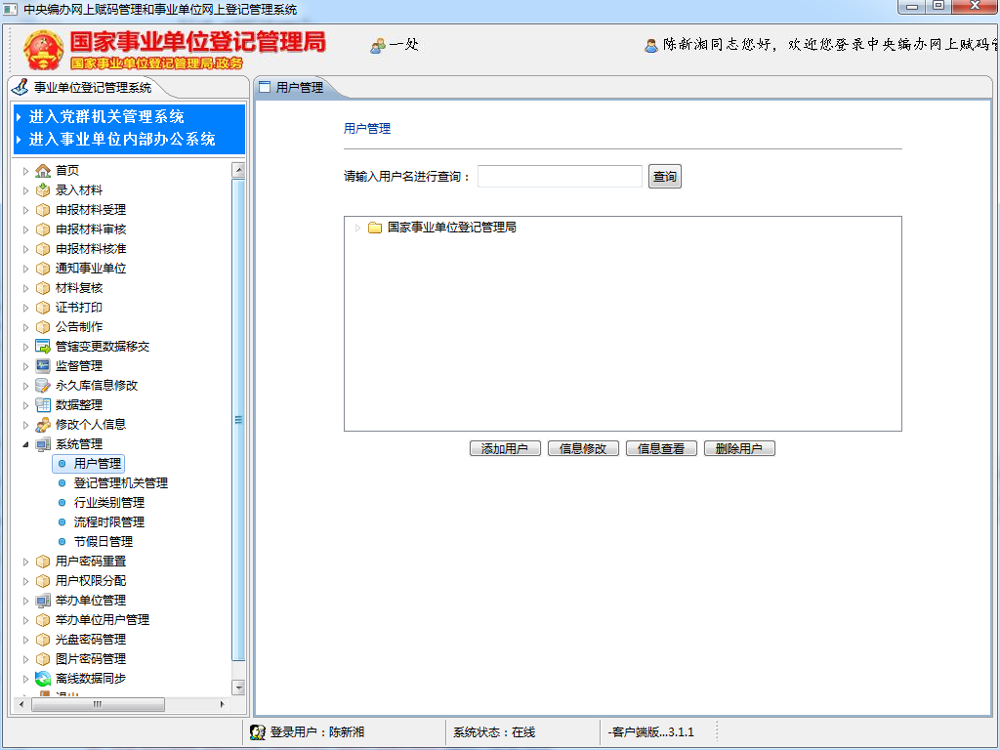 中央编办网上赋码管理和事业单位网上登记管理系统
国家事业单位登记管理局
国家事业单位登记管理局.政务
一处
陈新湘同志您好，欢迎您登录中央编办网上赋码
事业单位登记管理系统
用户管理
进入党群机关管理系统
进入事业单位内部办公系统
首页
录入材料
申报材料受理
申报材料审核
申报材料核准
通知事业单位
材料复核
证书打印
公告制作
管辖变更数据移交
监督管理
永久库信息修改
数据整理
修改个人信息
系统管理
用户管理
登记管理机关管理
行业类别管理
流程时限管理
节假日管理
用户密码重置
用户权限分配
举办单位管理
举办单位用户管理
光盘密码管理
图片密码管理
离线数据同步
退出
用户管理
请输入用户名进行查询：
查询
国家事业单位登记管理局
添加用户 信息修改 信息查看 删除用户
登录用户：陈新湘
系统状态：在线
-客户端版...3.1.1